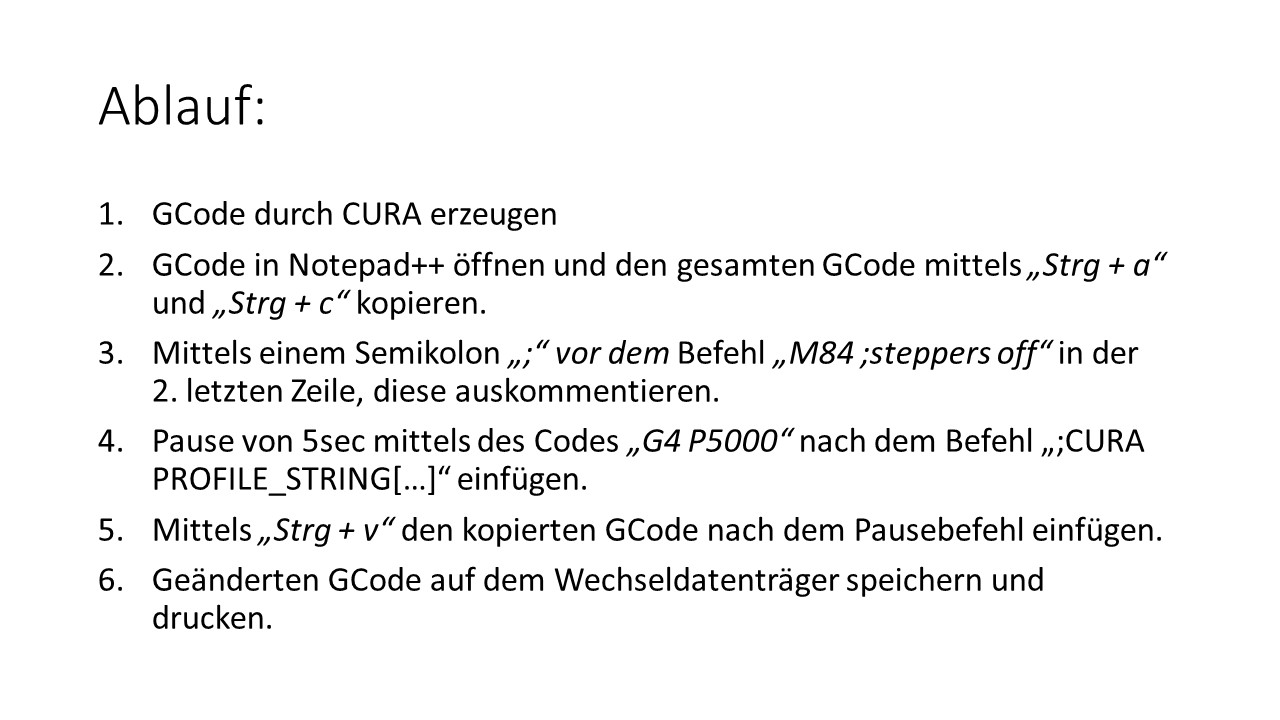 Ablauf:
1. GCode durch CURA erzeugen
2. GCode in Notepad++ öffnen und den gesamten GCode mittels „Strg + a“
und „Strg + c“ kopieren.
3. Mittels einem Semikolon „;“ vor dem Befehl „M84 ;steppers off“ in der
2. letzten Zeile, diese auskommentieren.
4. Pause von 5sec mittels des Codes „G4 P5000“ nach dem Befehl „;CURA
PROFILE_STRING[…]“ einfügen.
5. Mittels „Strg + v“ den kopierten GCode nach dem Pausebefehl einfügen.
6. Geänderten GCode auf dem Wechseldatenträger speichern und
drucken.